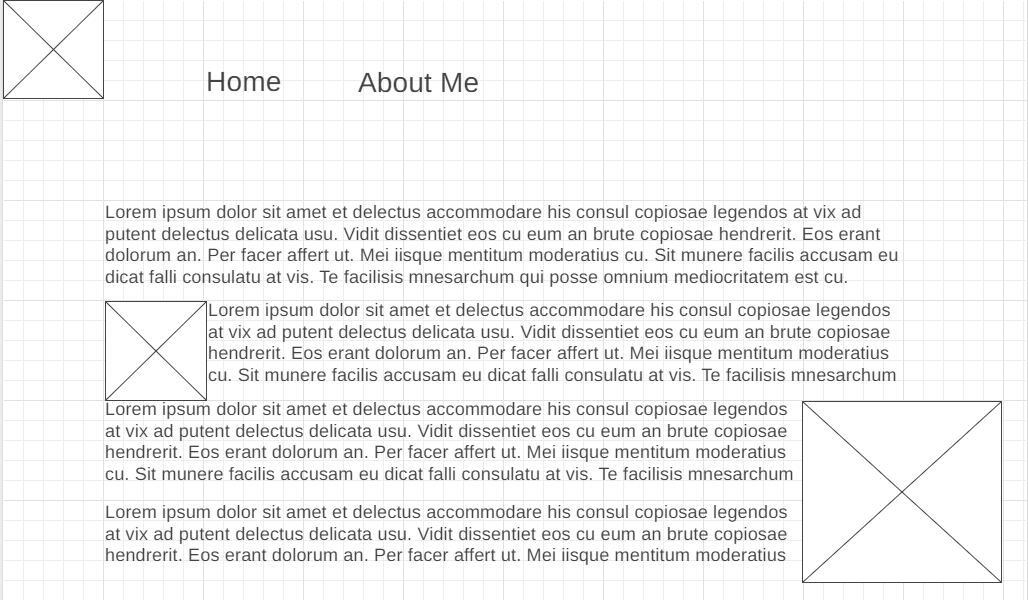 Home About Me
Lorem ipsum dolor sit amet et delectus accommodare his consul copiosae legendos at vix ad
putent delectus delicata usu. Vidit dissentiet eos cu eum an brute copiosae hendrerit. Eos erant
dolorum an. Per facer affert ut. Mei iisque mentitum moderatius cu. Sit munere facilis accusam eu
dicat falli consulatu at vis. Te facilisis mnesarchum qui posse omnium mediocritatem est cu.
Lorem ipsum dolor sit amet et delectus accommodare his consul copiosae legendos
at vix ad putent delectus delicata usu. Vidit dissentiet eos cu eum an brute copiosae
hendrerit. Eos erant dolorum an. Per facer affert ut. Mei iisque mentitum moderatius
cu. Sit munere facilis accusam eu dicat falli consulatu at vis. Te facilisis mnesarchum
Lorem ipsum dolor sit amet et delectus accommodare his consul copiosae legendos
at vix ad putent delectus delicata usu. Vidit dissentiet eos cu eum an brute copiosae
hendrerit. Eos erant dolorum an. Per facer affert ut. Mei iisque mentitum moderatius
cu. Sit munere facilis accusam eu dicat falli consulatu at vis. Te facilisis mnesarchum
Lorem ipsum dolor sit amet et delectus accommodare his consul copiosae legendos
at vix ad putent delectus delicata usu. Vidit dissentiet eos cu eum an brute copiosae
hendrerit. Eos erant dolorum an. Per facer affert ut. Mei iisque mentitum moderatius